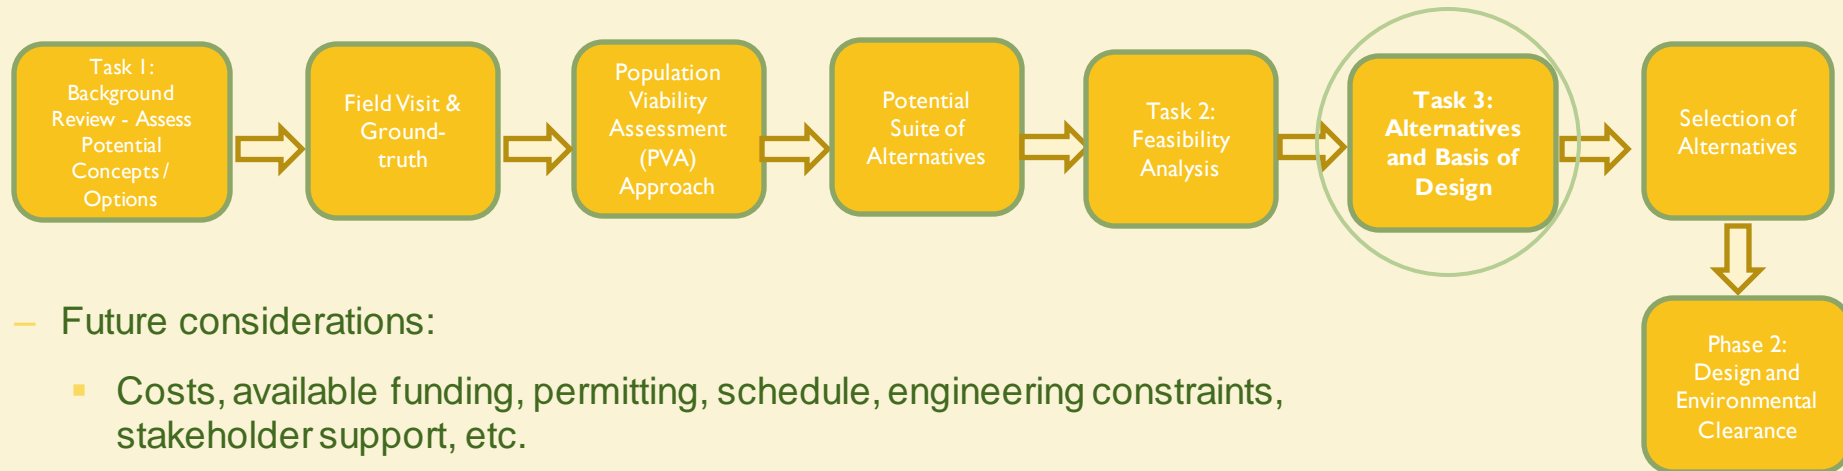 Task 1:
Background
Review - Assess
Potential
Concepts /
Options
Field Visit &
Ground-
truth
Population
Viability
Assessment
(PVA)
Approach
Potential
Suite of
Alternatives
Task 2:
Feasibility
Analysis
Task 3:
Alternatives
and Basis of
Design
Selection of
Alternatives
Phase 2:
Design and
Environmental
Clearance
– Future considerations:
▪ Costs, available funding, permitting, schedule, engineering constraints,
stakeholder support, etc.